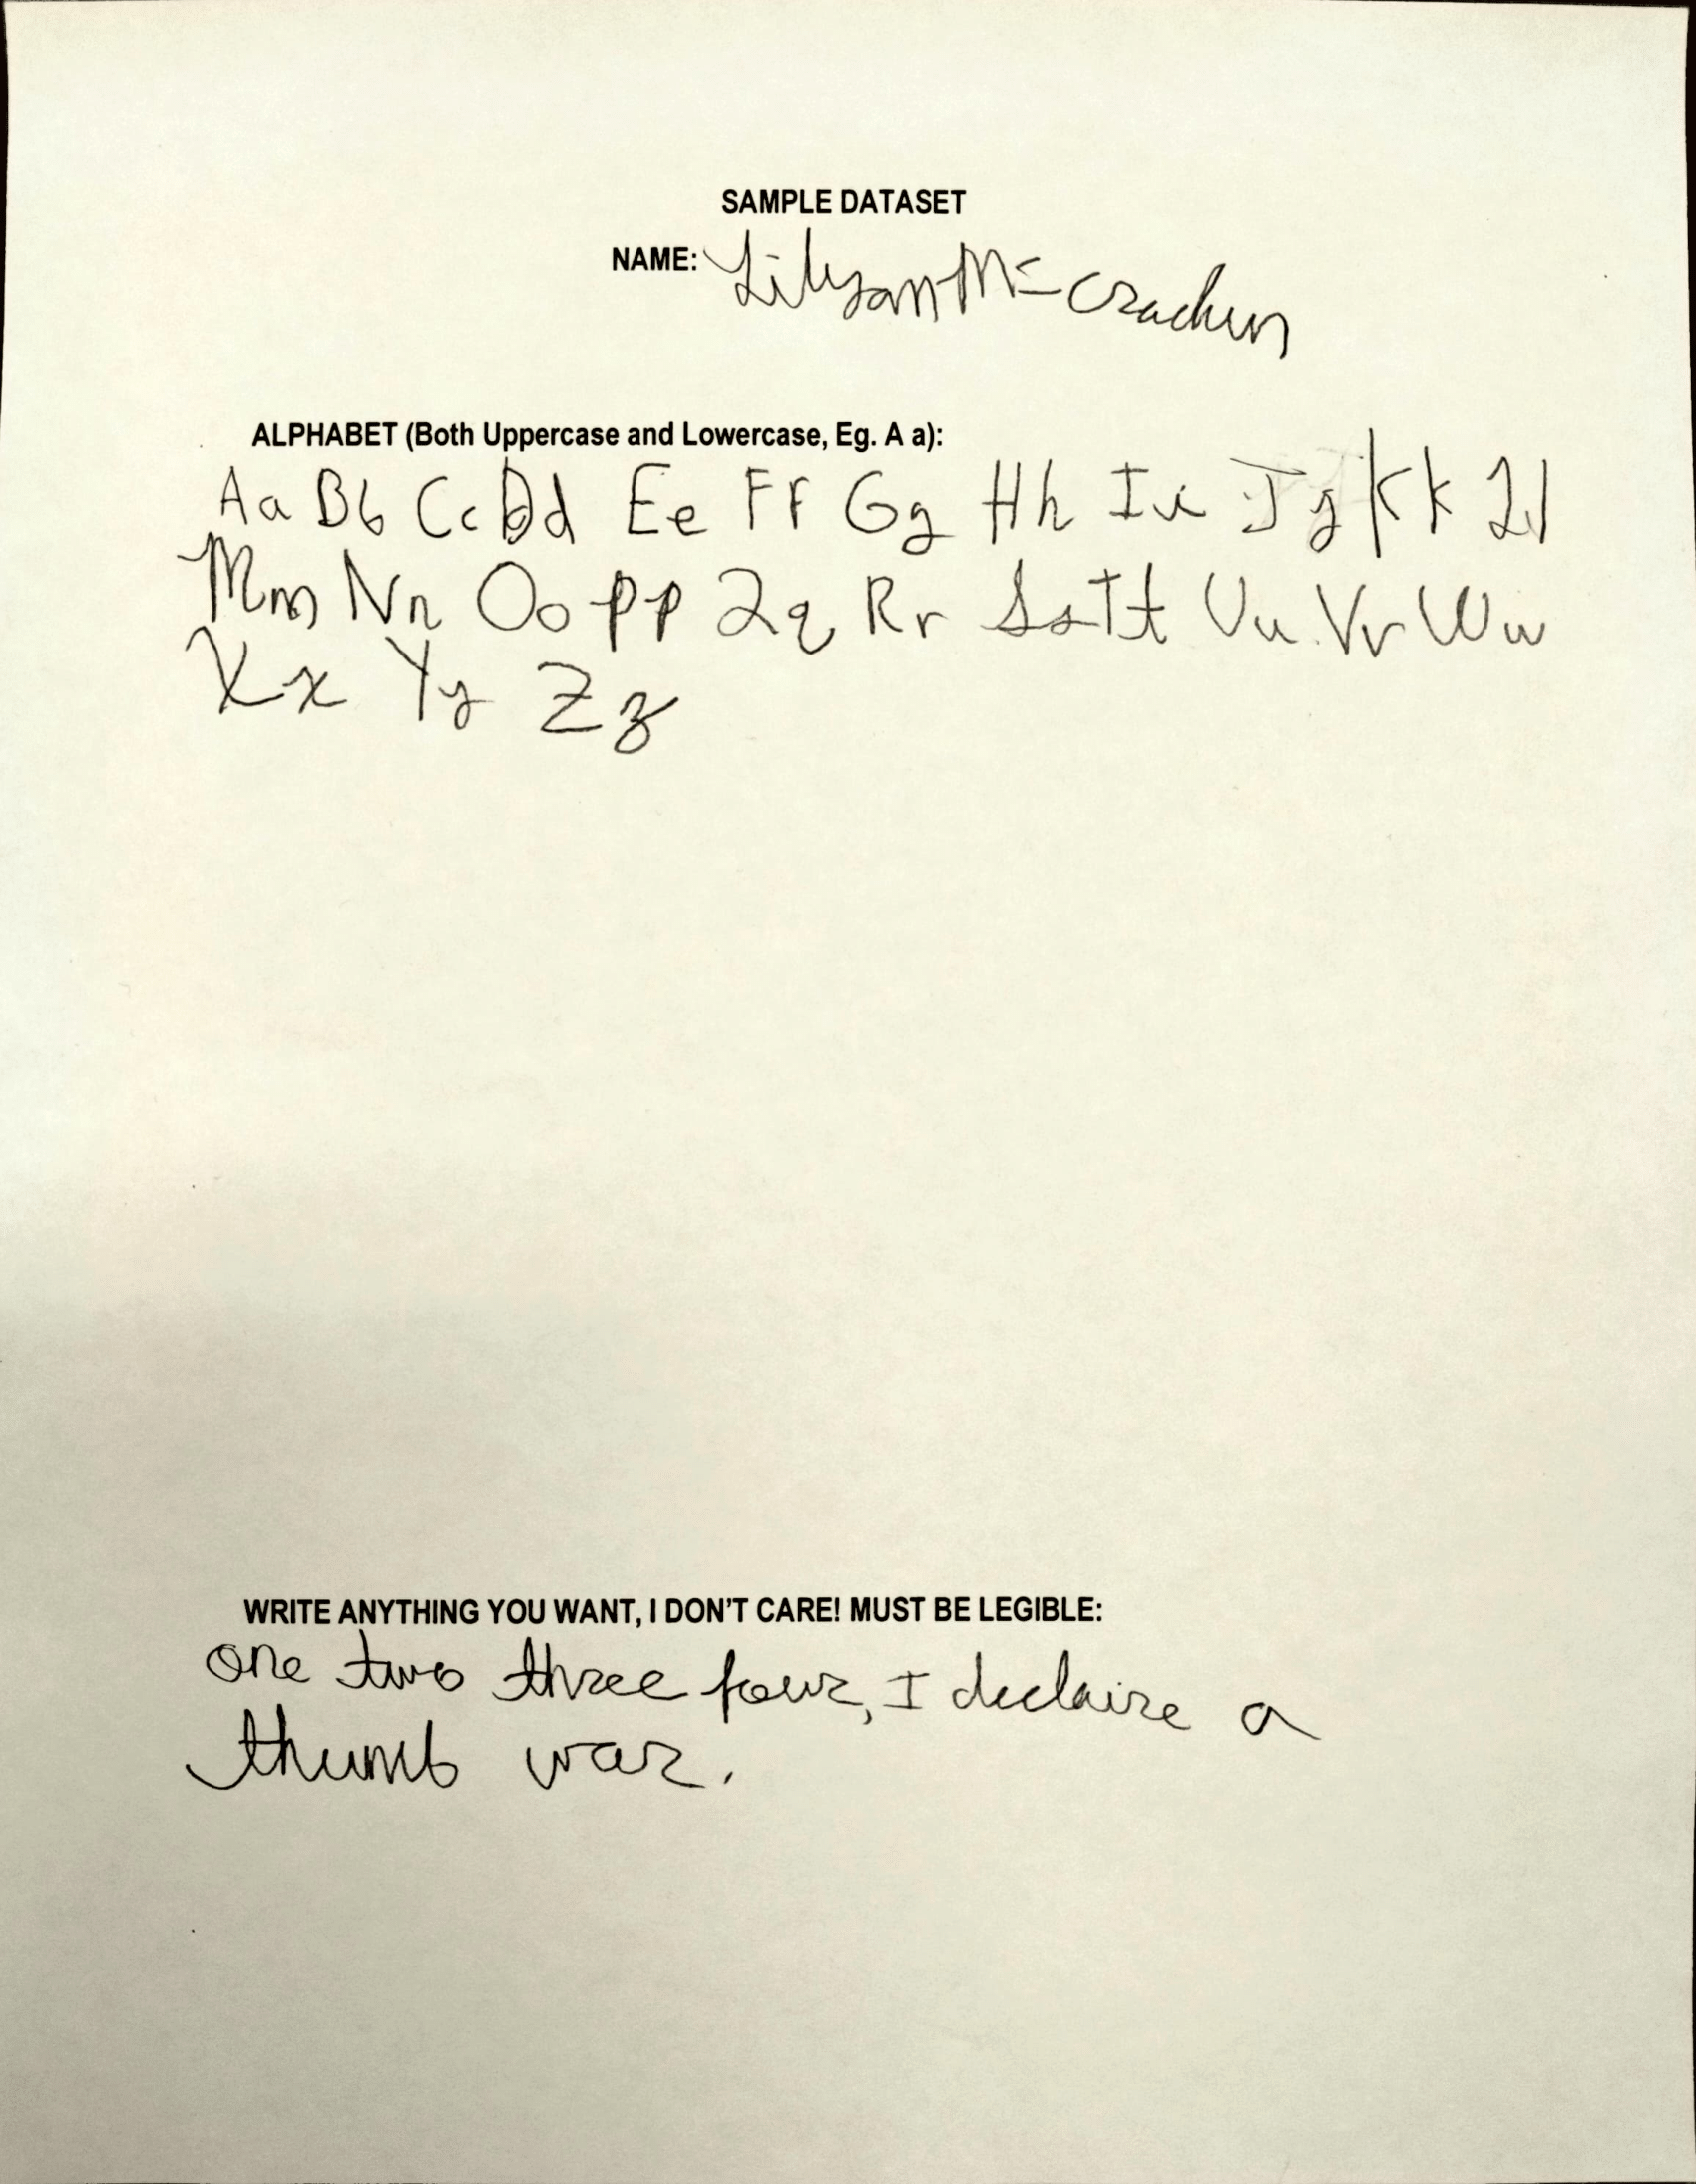 SAMPLE DATASET
NAME: Lilyan McCracken
ALPHABET (Both Uppercase and Lowercase, Eg. A a):
Aa Bb Cc Dd Ee Ff Gg Hh Ii Jj Kk Ll
Mm Nn Oo Pp Qq Rr Ss Tt Uu Vv Ww
Xx Yy Zz
WRITE ANYTHING YOU WANT, I DON'T CARE! MUST BE LEGIBLE:
one two three four, I declaire a
thumb war.